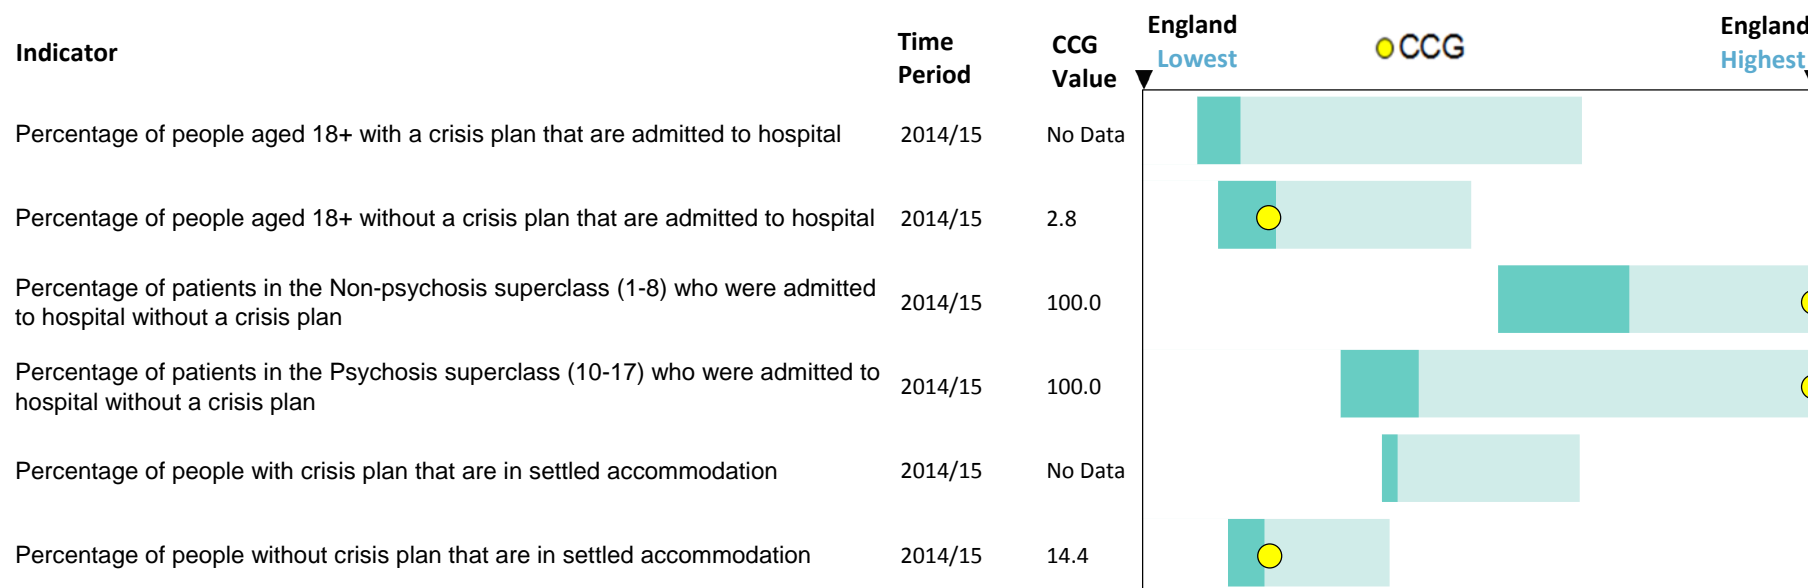 Indicator
Time
Period
CCG
Value
England
Lowest
CCG
England
Highest
Percentage of people aged 18+ with a crisis plan that are admitted to hospital 2014/15 No Data
Percentage of people aged 18+ without a crisis plan that are admitted to hospital 2014/15 2.8
Percentage of patients in the Non-psychosis superclass (1-8) who were admitted
to hospital without a crisis plan
2014/15 100.0
Percentage of patients in the Psychosis superclass (10-17) who were admitted to
hospital without a crisis plan
2014/15 100.0
Percentage of people with crisis plan that are in settled accommodation 2014/15 No Data
Percentage of people without crisis plan that are in settled accommodation 2014/15 14.4